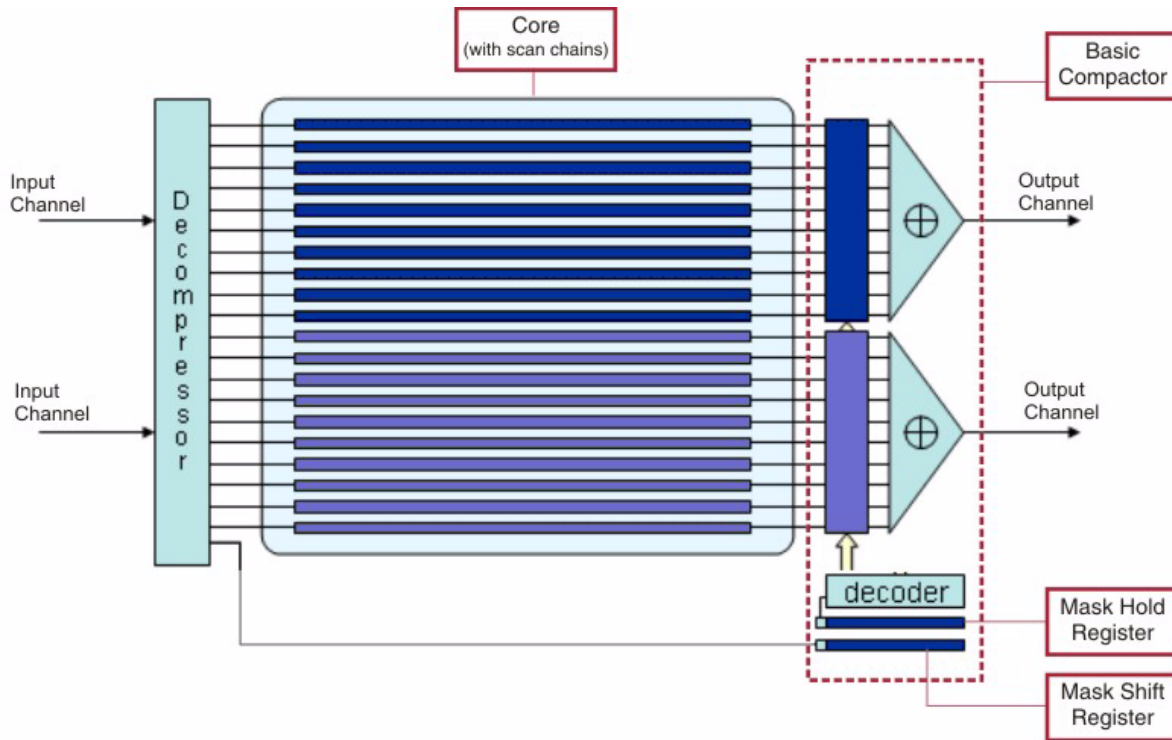 Core
(with scan chains)
Basic
Compactor
Input
Channel
Decompressor
Output
Channel
Input
Channel
Output
Channel
decoder
Mask Hold
Register
Mask Shift
Register